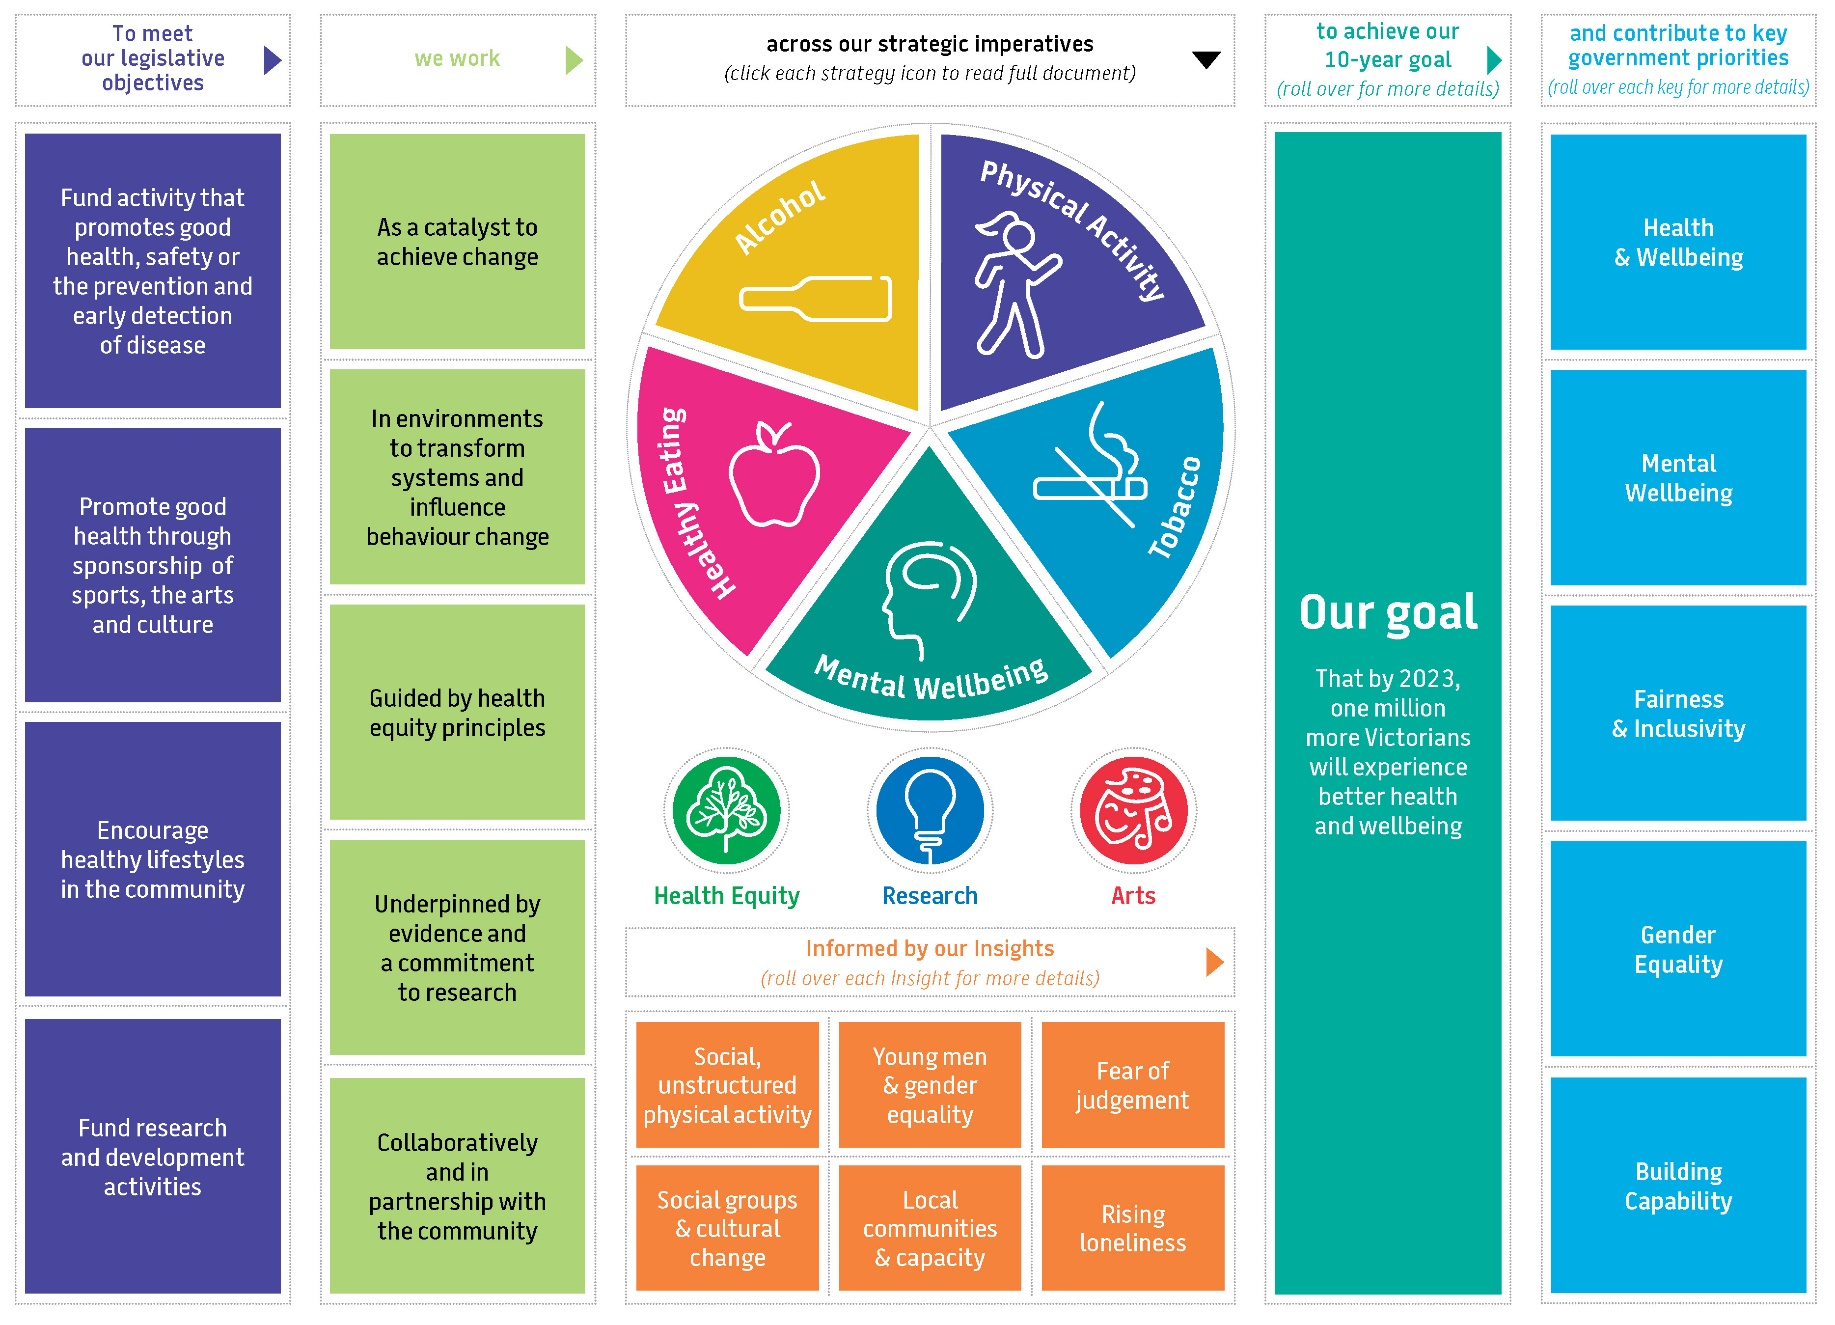 To meet
our legislative
objectives
we work
across our strategic imperatives
(click each strategy icon to read full document)
to achieve our
10-year goal
(roll over for more details)
and contribute to key
government priorities
(roll over each key for more details)
Fund activity that
promotes good
health, safety or
the prevention and
early detection
of disease
Promote good
health through
sponsorship of
sports, the arts
and culture
Encourage
healthy lifestyles
in the community
Fund research
and development
activities
As a catalyst to
achieve change
In environments
to transform
systems and
influence
behaviour change
Guided by health
equity principles
Underpinned by
evidence and
a commitment
to research
Collaboratively
and in
partnership with
the community
Alcohol
Physical Activity
Healthy Eating
Tobacco
Mental Wellbeing
Health Equity
Research
Arts
Informed by our Insights
(roll over each Insight for more details)
Social,
unstructured
physical activity
Young men
& gender
equality
Fear of
judgement
Social groups
& cultural
change
Local
communities
& capacity
Rising
loneliness
Our goal
That by 2023,
one million
more Victorians
will experience
better health
and wellbeing
Health
& Wellbeing
Mental
Wellbeing
Fairness
& Inclusivity
Gender
Equality
Building
Capability